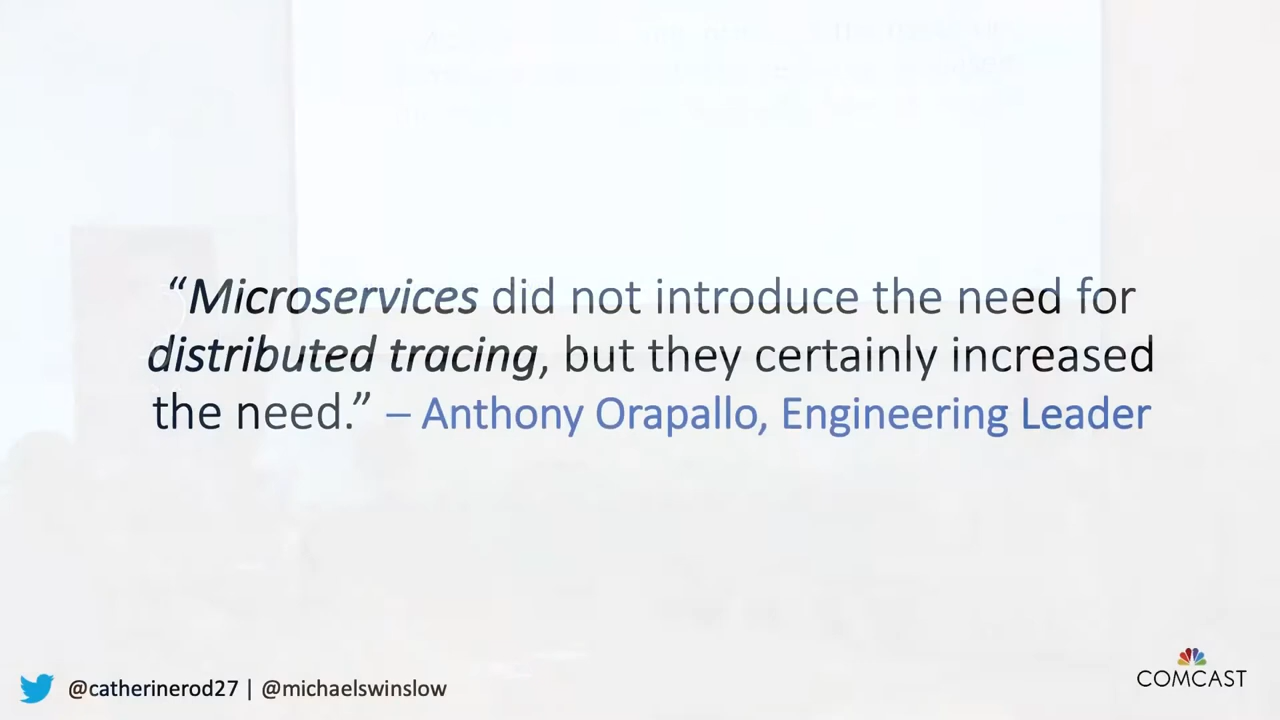 “Microservices did not introduce the need for
distributed tracing, but they certainly increased
the need.” – Anthony Orapallo, Engineering Leader
@catherinerod27 | @michaelswinslow
COMCAST